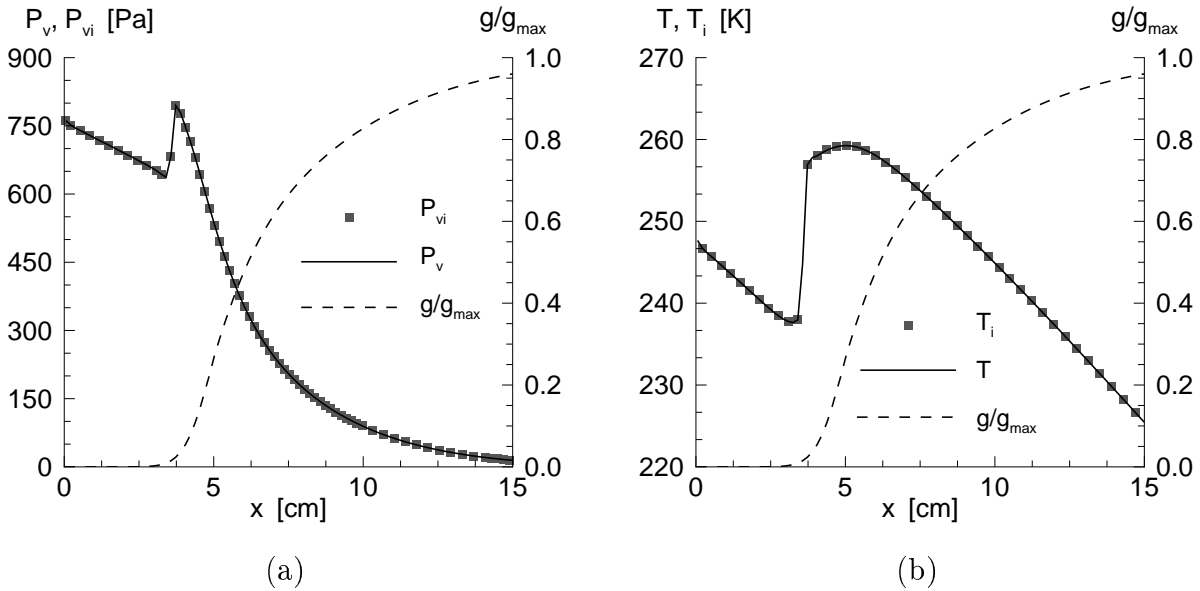 P_v, P_vi [Pa]
g/g_max
900
750
600
450
300
150
0
1.0
0.8
0.6
0.4
0.2
0.0
P_vi
P_v
g/g_max
0
5
10
15
x [cm]
(a)
T, T_i [K]
g/g_max
270
260
250
240
230
220
1.0
0.8
0.6
0.4
0.2
0.0
T_i
T
g/g_max
0
5
10
15
x [cm]
(b)